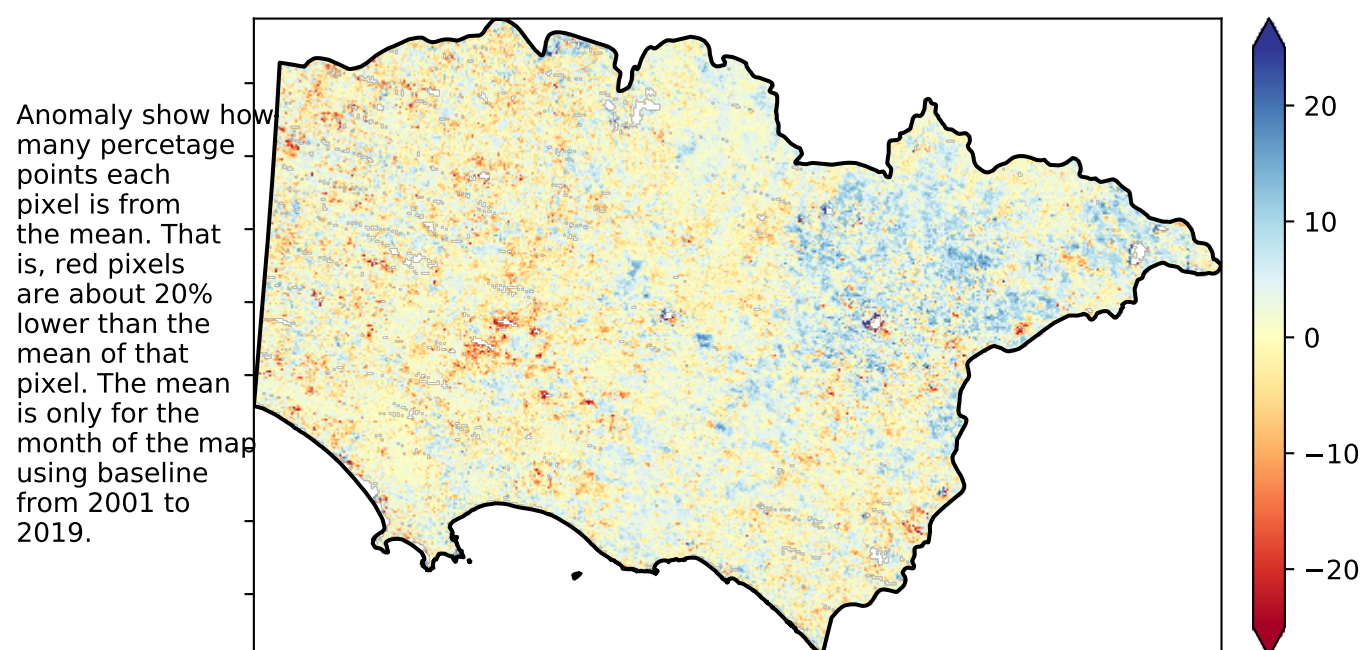 Anomaly show how
many percetage
points each
pixel is from
the mean. That
is, red pixels
are about 20%
lower than the
mean of that
pixel. The mean
is only for the
month of the map
using baseline
from 2001 to
2019.
20
10
0
−10
−20